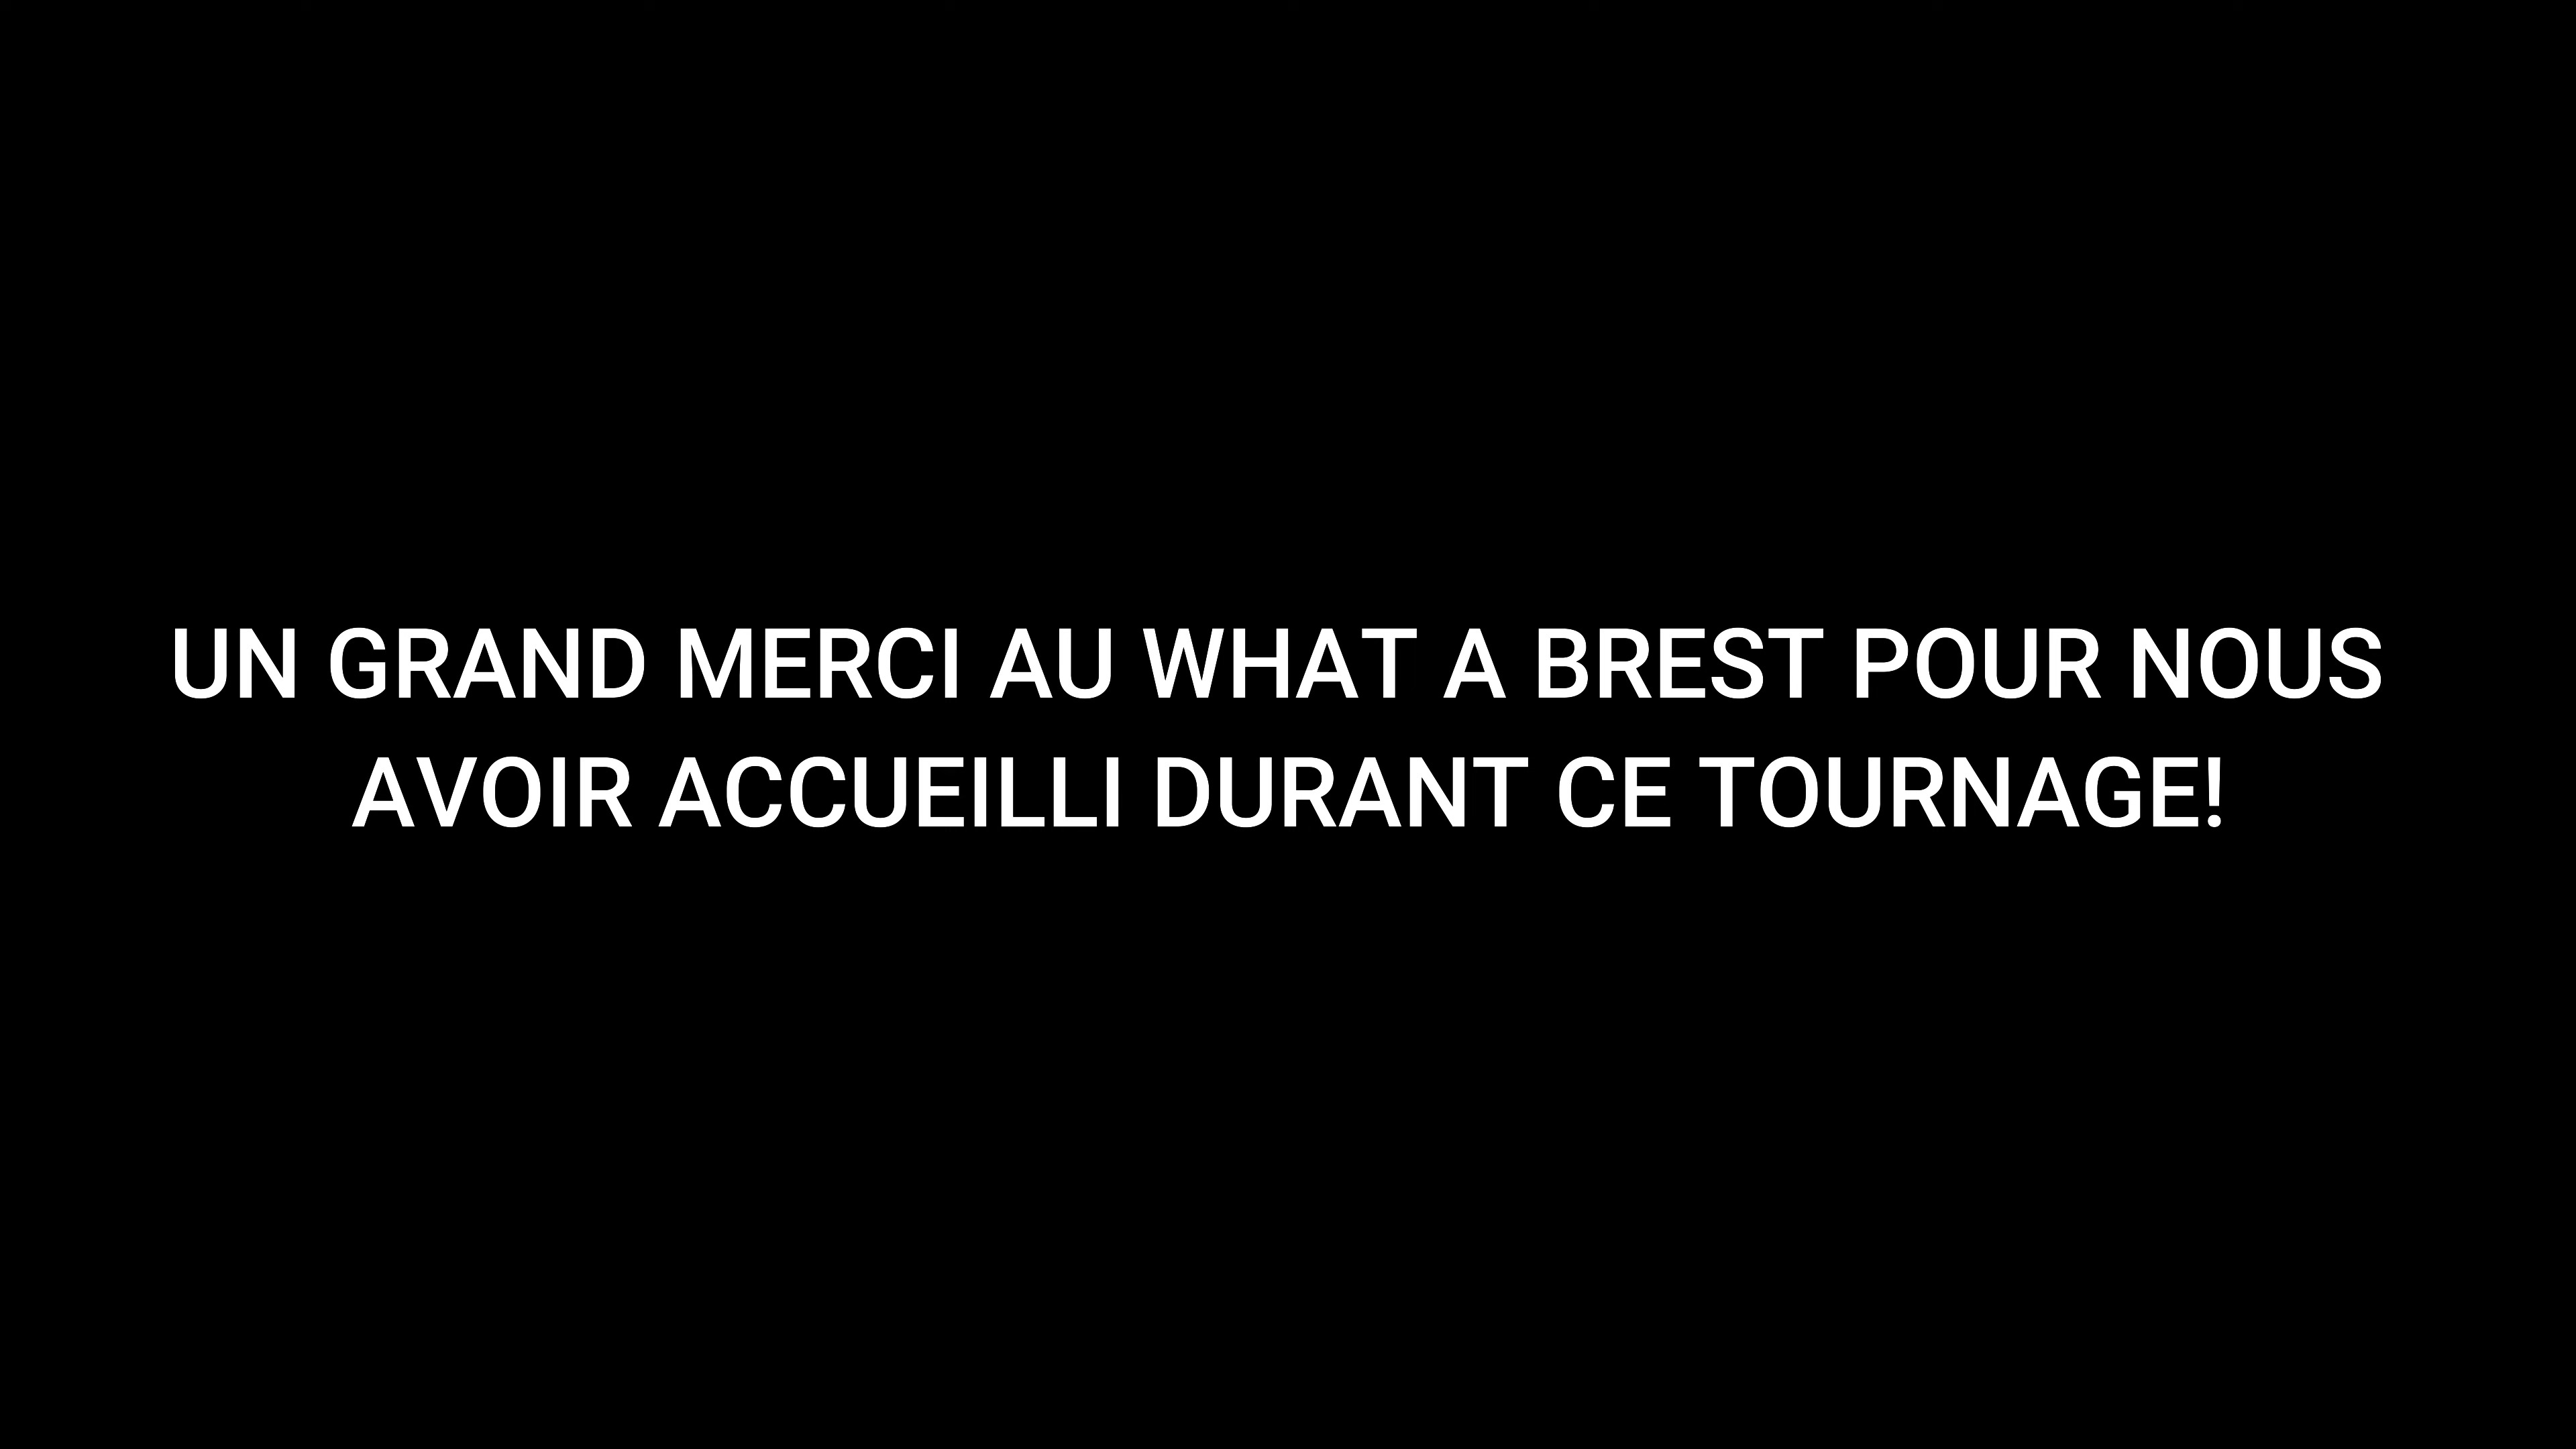 UN GRAND MERCI AU WHAT A BREST POUR NOUS
AVOIR ACCUEILLI DURANT CE TOURNAGE!